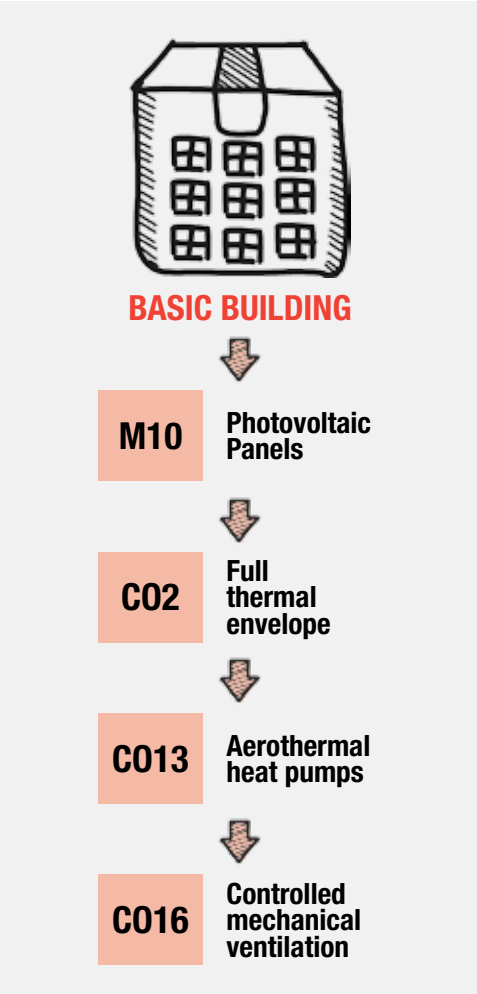 BASIC BUILDING
M10
Photovoltaic
Panels
CO2
Full
thermal
envelope
CO13
Aerothermal
heat pumps
CO16
Controlled
mechanical
ventilation